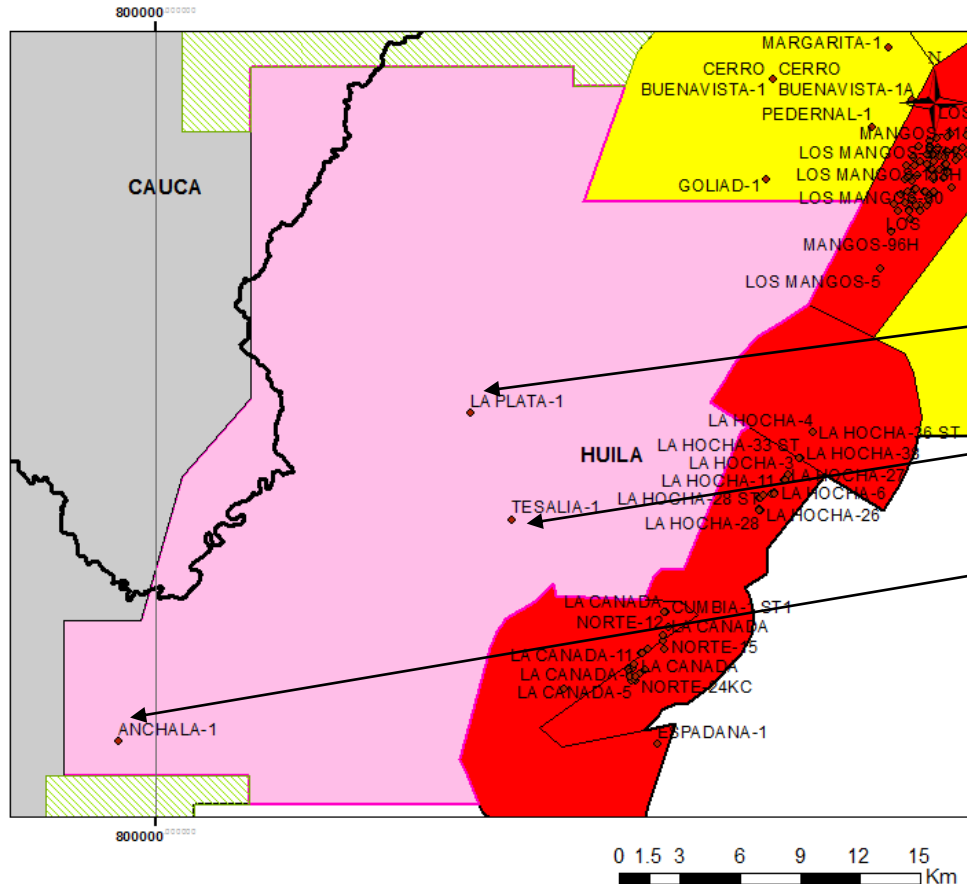 800000
MARGARITA-1
N
CERRO CERRO
BUENAVISTA-1 BUENAVISTA-1A
LOS
PEDERNAL-1
LOS MANGOS
CAUCA
LOS MANGOS
GOLIAD-1
LOS MANGOS
LOS
MANGOS-96H
LOS MANGOS-5
LA PLATA-1
LA HOCHA-4
LA HOCHA-36 ST
LA HOCHA-33 ST
HUILA
LA HOCHA-33
LA HOCHA-3
LA HOCHA-27
LA HOCHA-11
LA HOCHA-6
LA HOCHA-28 ST
TESALIA-1
LA HOCHA-26
LA HOCHA-28
LA CANADA
NORTE-12
CUMBIA-1 ST1
LA CANADA
NORTE-15
LA CANADA-11
LA CANADA
LA CANADA
LA CANADA-5
NORTE-24KC
ANCHALA-1
ESPADANA-1
800000
0 1.5 3 6 9 12 15
Km